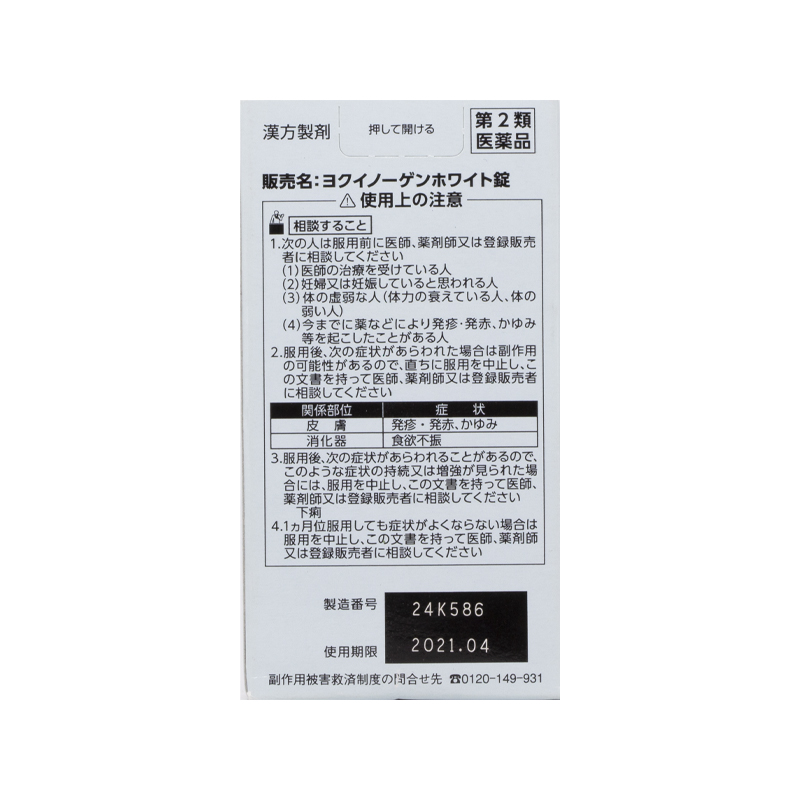 漢方製剤
押して開ける
第2類
医薬品
販売名:ヨクイノーゲンホワイト錠
使用上の注意
相談すること
1.次の人は服用前に医師、薬剤師又は登録販売
者に相談してください
(1)医師の治療を受けている人
(2)妊婦又は妊娠していると思われる人
(3)体の虚弱な人(体力の衰えている人、体の
弱い人)
(4)今までに薬などにより発疹・発赤、かゆみ
等を起こしたことがある人
2.服用後、次の症状があらわれた場合は副作用
の可能性があるので、直ちに服用を中止し、こ
の文書を持って医師、薬剤師又は登録販売者
に相談してください
関係部位 症状
皮膚 発疹・発赤、かゆみ
消化器 食欲不振
3.服用後、次の症状があらわれることがあるので、
このような症状の持続又は増強が見られた場
合には、服用を中止し、この文書を持って医師、
薬剤師又は登録販売者に相談してください
下痢
4.1ヵ月位服用しても症状がよくならない場合は
服用を中止し、この文書を持って医師、薬剤師
又は登録販売者に相談してください
製造番号 24K586
使用期限 2021.04
副作用被害救済制度の問合せ先 ☎0120-149-931